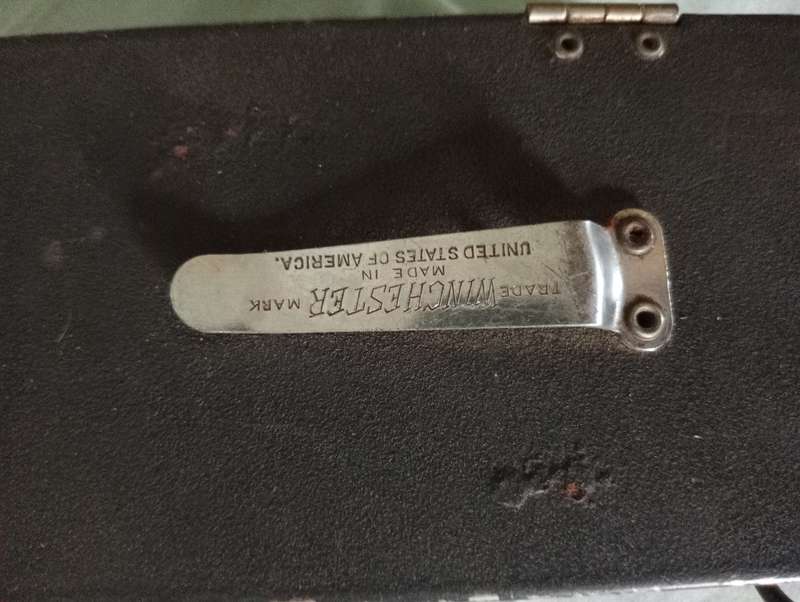 TRADE WINCHESTER MARK
MADE IN
UNITED STATES OF AMERICA.